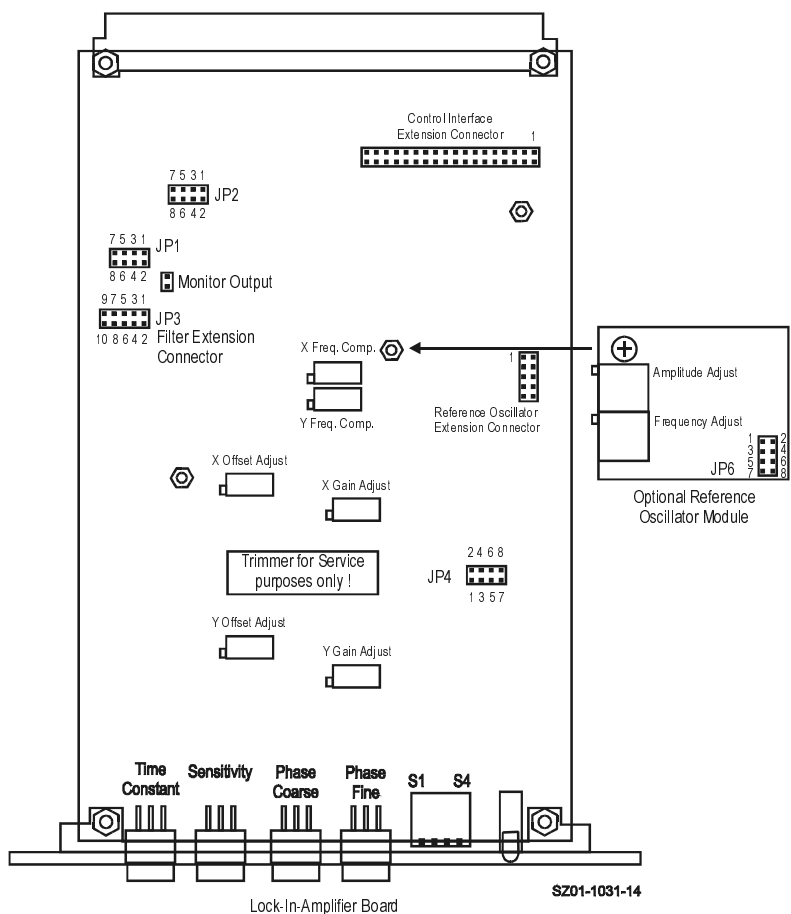 Control Interface
Extension Connector
1
7 5 3 1
JP2
8 6 4 2
7 5 3 1
JP1
8 6 4 2
Monitor Output
9 7 5 3 1
JP3
10 8 6 4 2
Filter Extension
Connector
X Freq. Comp.
Y Freq. Comp.
1
Reference Oscillator
Extension Connector
Amplitude Adjust
Frequency Adjust
1 2
3 4
5 6
7 8
JP6
Optional Reference
Oscillator Module
X Offset Adjust
X Gain Adjust
Trimmer for Service
purposes only !
2 4 6 8
JP4
1 3 5 7
Y Offset Adjust
Y Gain Adjust
Time
Constant
Sensitivity
Phase
Coarse
Phase
Fine
S1 S4
SZ01-1031-14
Lock-In-Amplifier Board